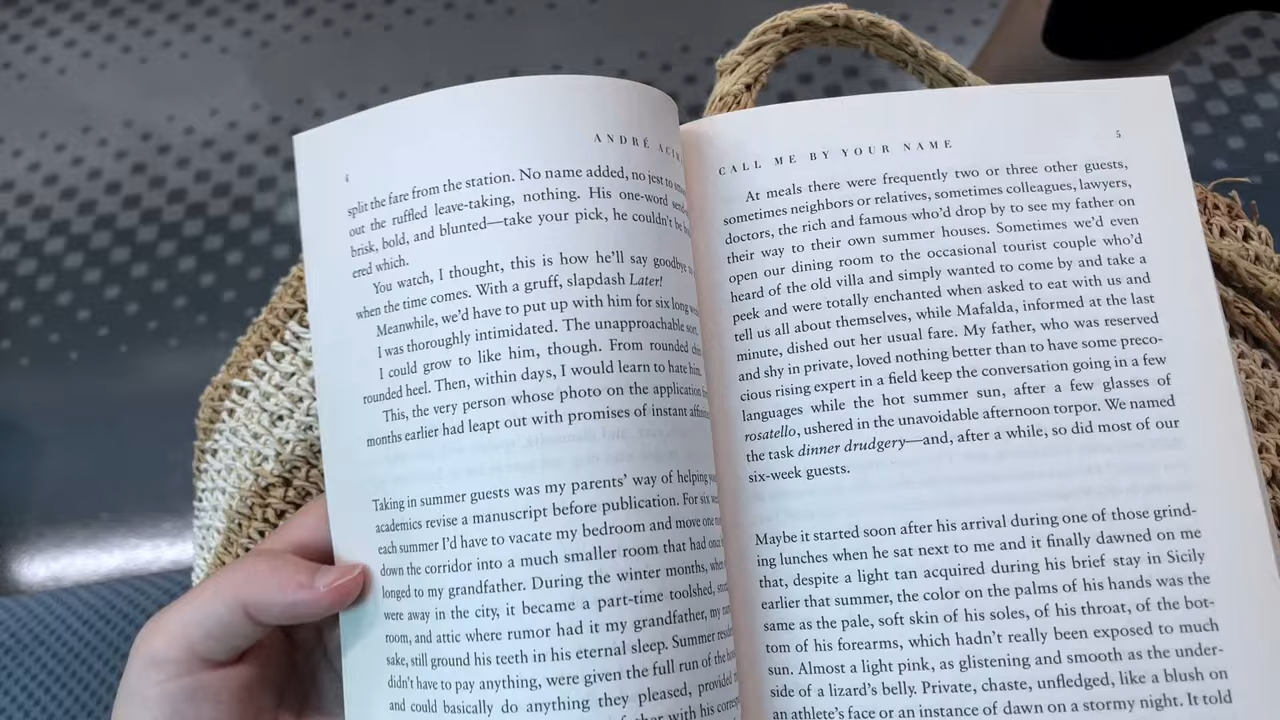 ANDRÉ
split the fare from the station. No name added, no jest to
out the ruffled leave-taking, nothing. His one-word
brisk, bold, and blunted—take your pick, he couldn't be
ered which.
You watch, I thought, this is how he'll say goodbye
when the time comes. With a gruff, slapdash Later!
Meanwhile, we'd have to put up with him for six long
I was thoroughly intimidated. The unapproachable sort.
I could grow to like him, though. From rounded
rounded heel. Then, within days, I would learn to hate him.
This, the very person whose photo on the application
months earlier had leapt out with promises of instant
Taking in summer guests was my parents' way of helping
academics revise a manuscript before publication. For six
each summer I'd have to vacate my bedroom and move one
down the corridor into a much smaller room that had once
longed to my grandfather. During the winter months, when
were away in the city, it became a part-time toolshed,
room, and attic where rumor had it my grandfather, my
sake, still ground his teeth in his eternal sleep. Summer
didn't have to pay anything, were given the full run of the
and could basically do anything they pleased, provided
with his
CALL ME BY YOUR NAME 5
At meals there were frequently two or three other guests,
sometimes neighbors or relatives, sometimes colleagues, lawyers,
doctors, the rich and famous who'd drop by to see my father on
their way to their own summer houses. Sometimes we'd even
open our dining room to the occasional tourist couple who'd
heard of the old villa and simply wanted to come by and take a
peek and were totally enchanted when asked to eat with us and
tell us all about themselves, while Mafalda, informed at the last
minute, dished out her usual fare. My father, who was reserved
and shy in private, loved nothing better than to have some preco-
cious rising expert in a field keep the conversation going in a few
languages while the hot summer sun, after a few glasses of
rosatello, ushered in the unavoidable afternoon torpor. We named
the task dinner drudgery—and, after a while, so did most of our
six-week guests.
Maybe it started soon after his arrival during one of those grind-
ing lunches when he sat next to me and it finally dawned on me
that, despite a light tan acquired during his brief stay in Sicily
earlier that summer, the color on the palms of his hands was the
same as the pale, soft skin of his soles, of his throat, of the bot-
tom of his forearms, which hadn't really been exposed to much
sun. Almost a light pink, as glistening and smooth as the under-
side of a lizard's belly. Private, chaste, unfledged, like a blush on
an athlete's face or an instance of dawn on a stormy night. It told